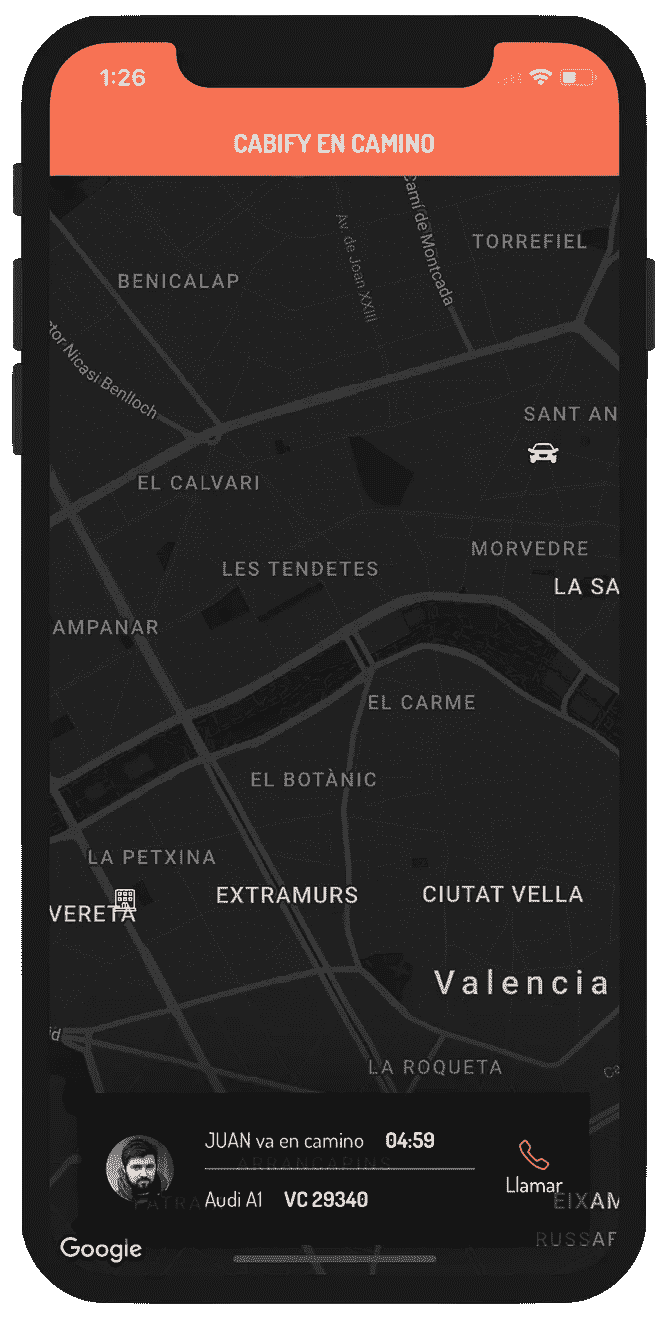 1:26
CABIFY EN CAMINO
Camí de Montcada
Av. de Joan XXIII
TORREFIEL
BENICALAP
tor Nicasi Benlloch
SANT AN
EL CALVARI
MORVEDRE
LES TENDETES
LA SA
AMPANAR
EL CARME
EL BOTÀNIC
LA PETXINA
EXTRAMURS
CIUTAT VELLA
VERETA
Valencia
id
LA ROQUETA
JUAN va en camino 04:59
ARRANCAPINS
Audi A1 VC 29340
Llamar
PATRA
EIXAM
RUSSAF
Google